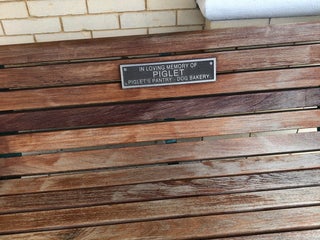 IN LOVING MEMORY OF
PIGLET
PIGLET'S PANTRY - DOG BAKERY